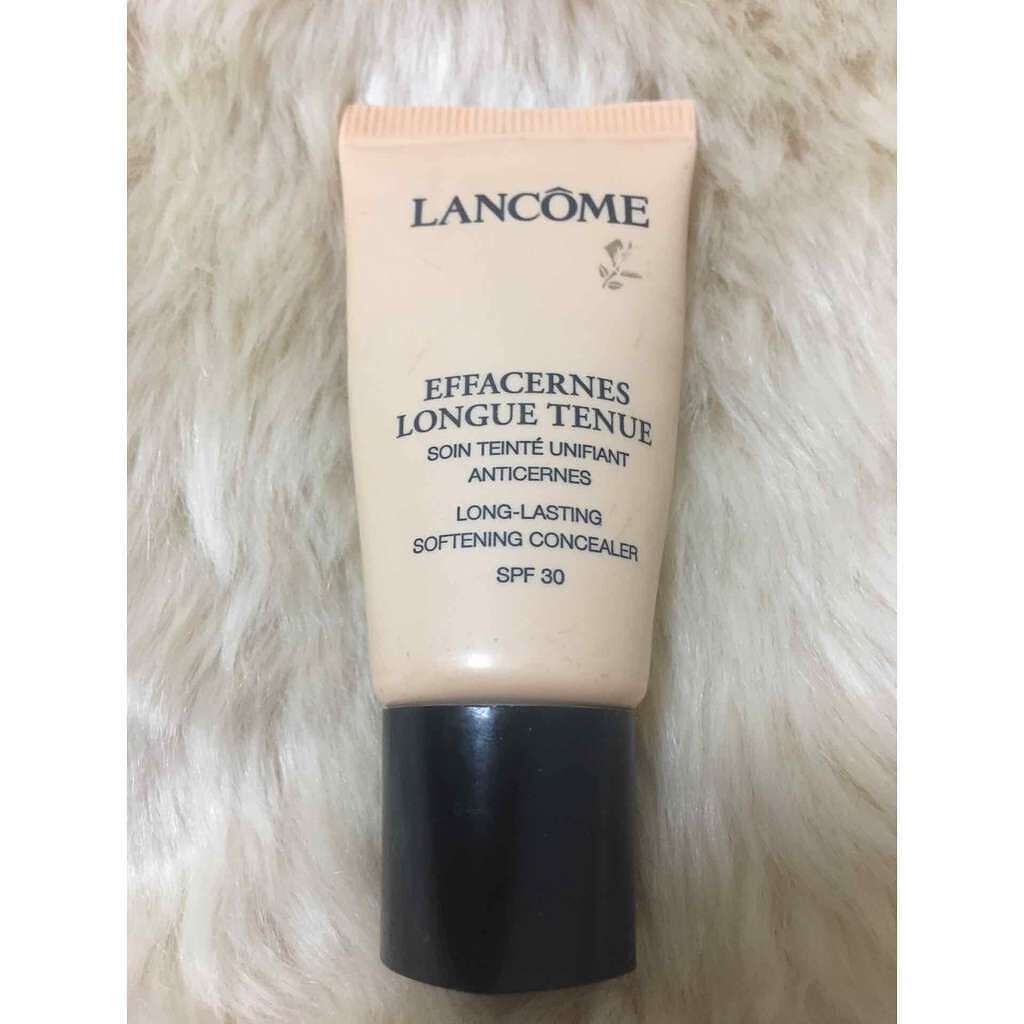 LANCÔME
EFFACERNES
LONGUE TENUE
SOIN TEINTÉ UNIFIANT
ANTICERNES
LONG-LASTING
SOFTENING CONCEALER
SPF 30